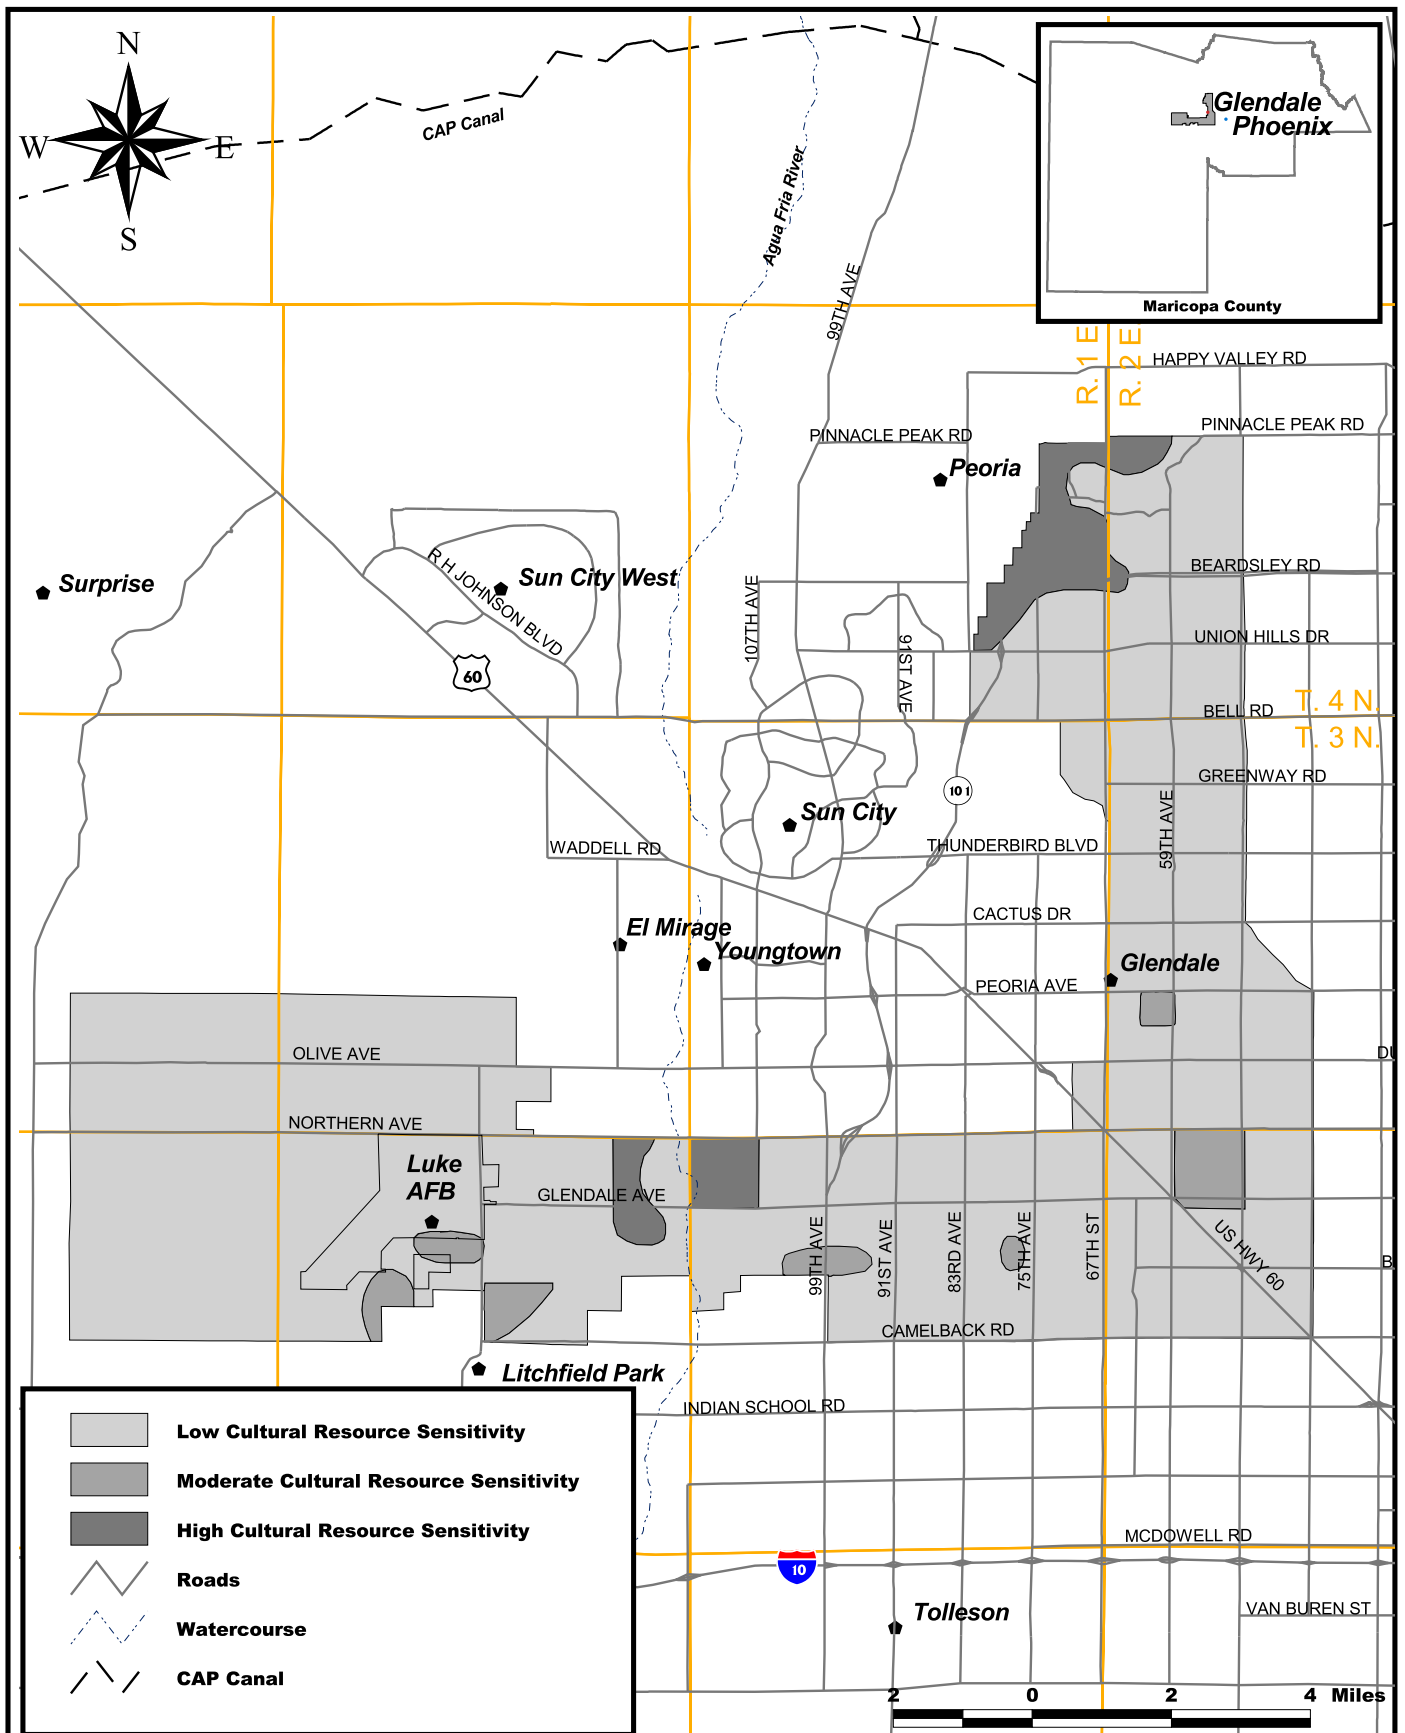 N
W
E
S
CAP Canal
Agua Fria River
99TH AVE
Glendale
Phoenix
Maricopa County
R. 1 E
R. 2 E
HAPPY VALLEY RD
PINNACLE PEAK RD
PINNACLE PEAK RD
Peoria
Surprise
R H JOHNSON BLVD
Sun City West
60
107TH AVE
91ST AVE
BEARDSLEY RD
UNION HILLS DR
T. 4 N.
BELL RD
T. 3 N.
GREENWAY RD
101
59TH AVE
Sun City
WADDELL RD
THUNDERBIRD BLVD
CACTUS DR
El Mirage
Youngtown
Glendale
PEORIA AVE
OLIVE AVE
DU
NORTHERN AVE
Luke
AFB
GLENDALE AVE
99TH AVE
91ST AVE
83RD AVE
75TH AVE
67TH ST
US HWY 60
B
CAMELBACK RD
Litchfield Park
INDIAN SCHOOL RD
Low Cultural Resource Sensitivity
Moderate Cultural Resource Sensitivity
High Cultural Resource Sensitivity
Roads
Watercourse
CAP Canal
MCDOWELL RD
10
Tolleson
VAN BUREN ST
2 0 2 4 Miles